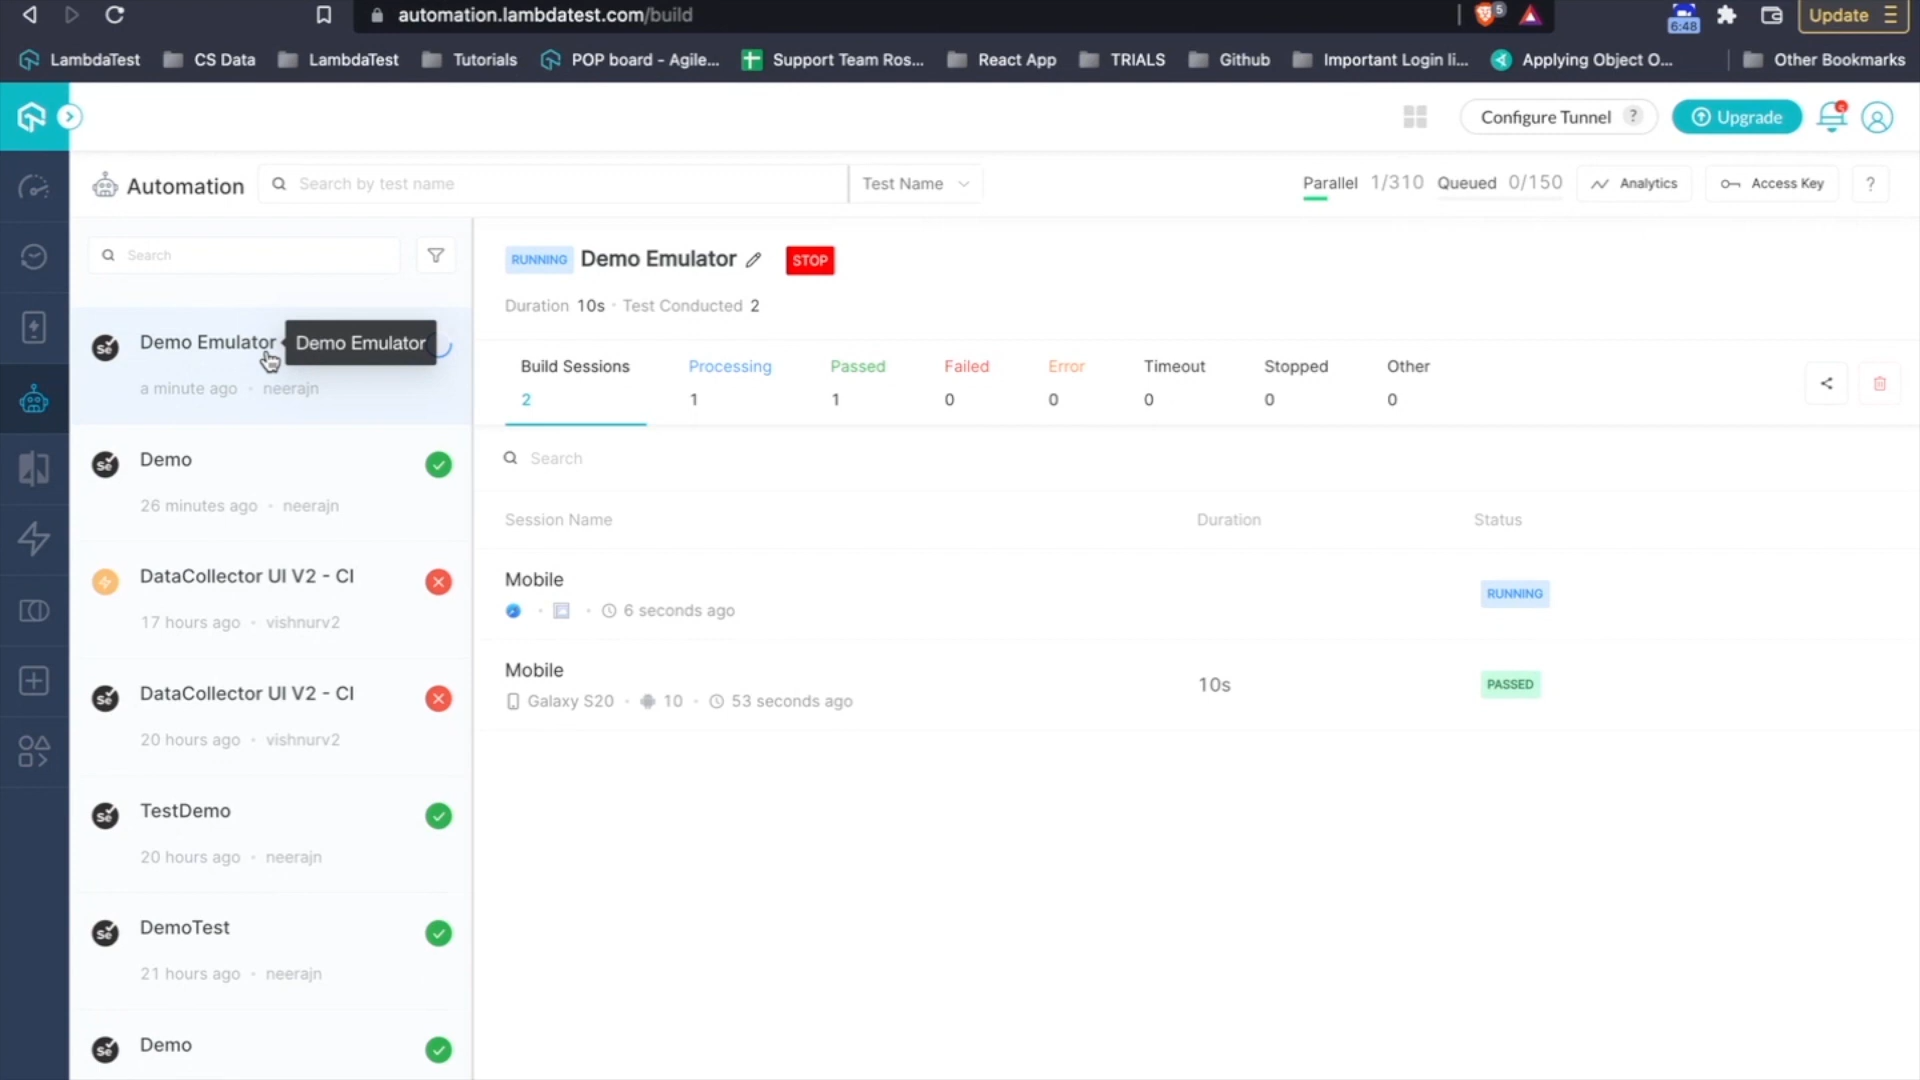 automation.lambdatest.com/build
5
6:48
Update
LambdaTest
CS Data
LambdaTest
Tutorials
POP board - Agile...
Support Team Ros...
React App
TRIALS
Github
Important Login li...
Applying Object O...
Other Bookmarks
Configure Tunnel ?
Upgrade
Automation
Search by test name
Test Name
Parallel 1/310
Queued 0/150
Analytics
Access Key
?
Search
Demo Emulator
Demo Emulator
a minute ago • neerajn
Demo
26 minutes ago • neerajn
DataCollector UI V2 - CI
17 hours ago • vishnurv2
DataCollector UI V2 - CI
20 hours ago • vishnurv2
TestDemo
20 hours ago • neerajn
DemoTest
21 hours ago • neerajn
Demo
RUNNING Demo Emulator STOP
Duration 10s • Test Conducted 2
Build Sessions Processing Passed Failed Error Timeout Stopped Other
2 1 1 0 0 0 0 0
Search
Session Name Duration Status
Mobile
6 seconds ago
RUNNING
Mobile
Galaxy S20 • 10 • 53 seconds ago
10s
PASSED